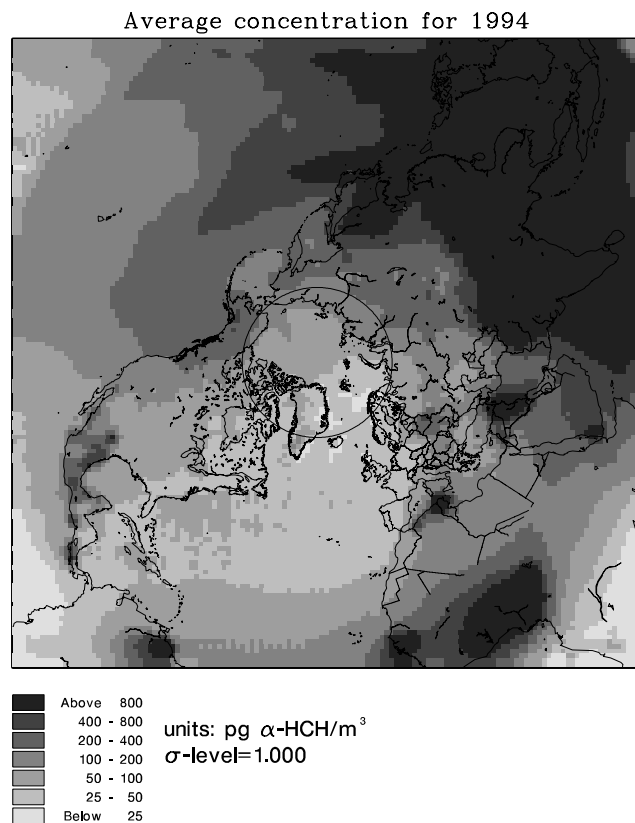 Average concentration for 1994
Above 800
400 - 800
200 - 400
100 - 200
50 - 100
25 - 50
Below 25
units: pg α-HCH/m³
σ-level=1.000